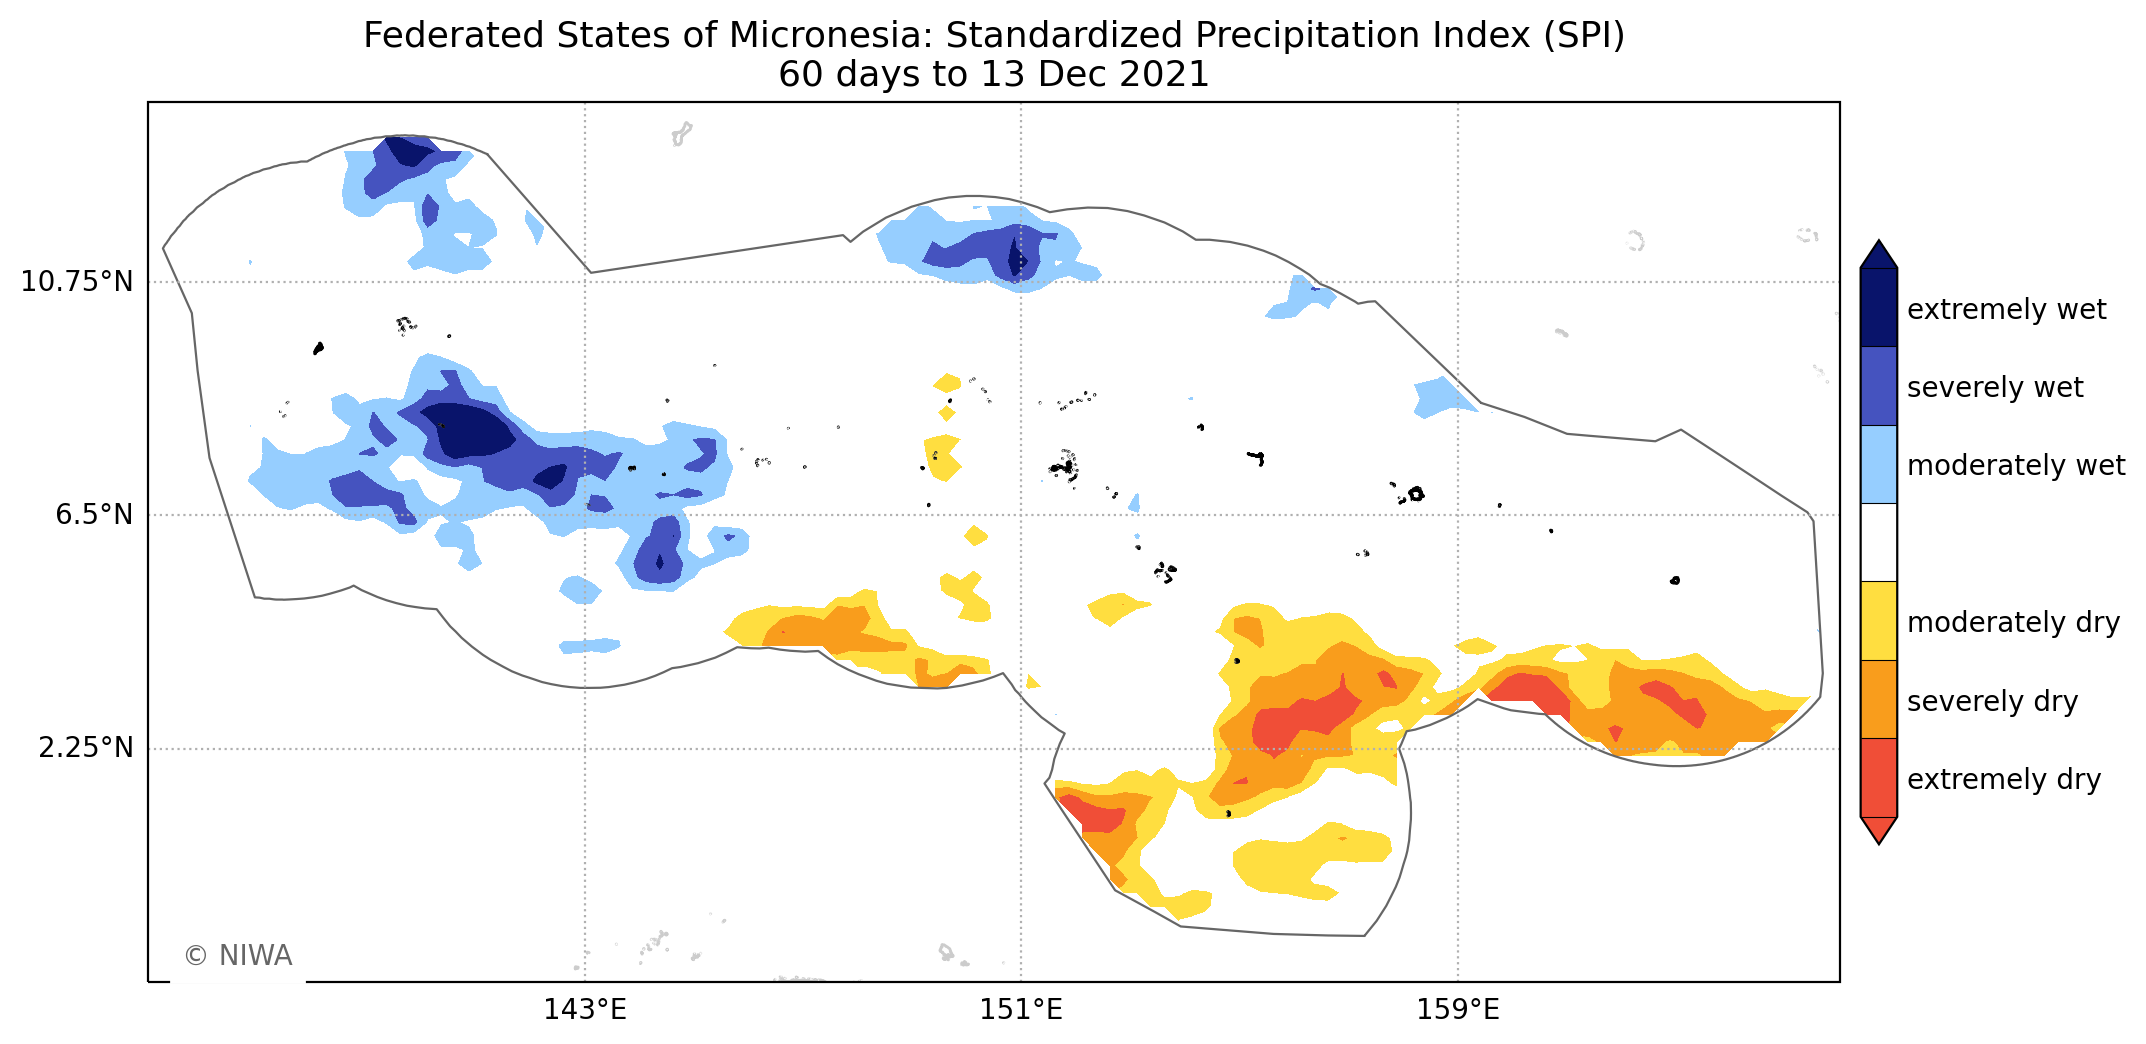 Federated States of Micronesia: Standardized Precipitation Index (SPI)
60 days to 13 Dec 2021
10.75°N
6.5°N
2.25°N
143°E
151°E
159°E
© NIWA
extremely wet
severely wet
moderately wet
moderately dry
severely dry
extremely dry